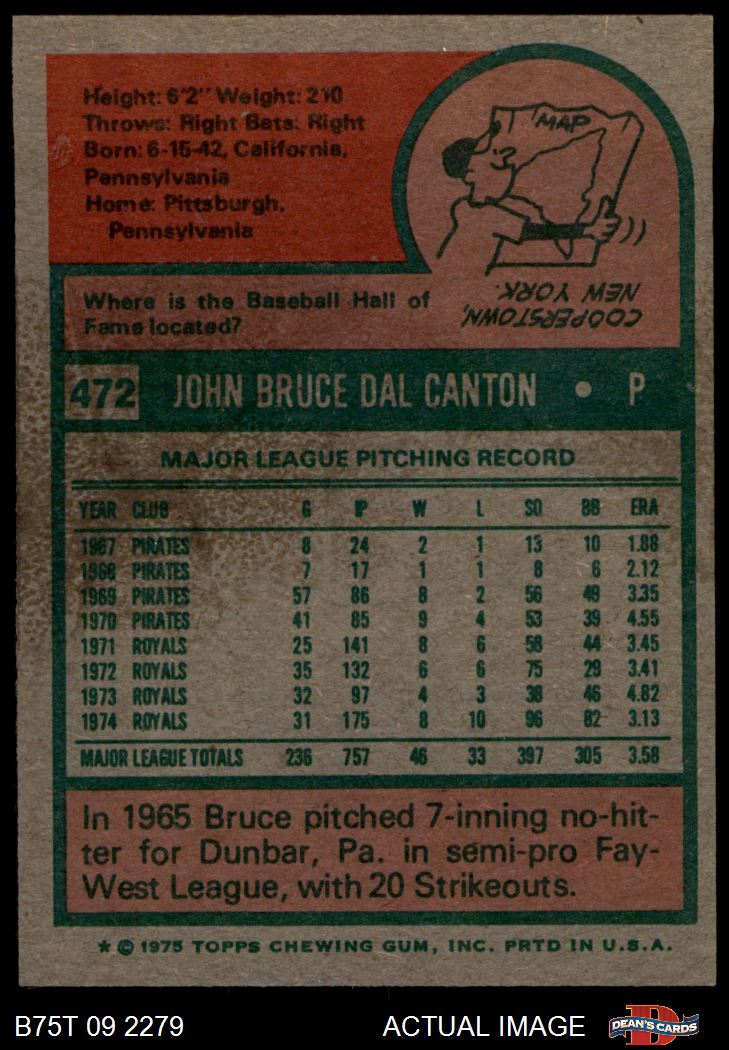 Height: 6'2" Weight: 210
Throws: Right Bats: Right
Born: 6-15-42, California,
Pennsylvania
Home: Pittsburgh,
Pennsylvania
MAP
Where is the Baseball Hall of
Fame located?
COOPERSTOWN,
NEW YORK.
472 JOHN BRUCE DAL CANTON • P
MAJOR LEAGUE PITCHING RECORD
YEAR CLUB G IP W L SO BB ERA
1967 PIRATES 8 24 2 1 13 10 1.88
1968 PIRATES 7 17 1 1 8 6 2.12
1969 PIRATES 57 86 8 2 56 49 3.35
1970 PIRATES 41 85 9 4 53 39 4.55
1971 ROYALS 25 141 8 6 58 44 3.45
1972 ROYALS 35 132 6 6 75 29 3.41
1973 ROYALS 32 97 4 3 38 46 4.82
1974 ROYALS 31 175 8 10 96 82 3.13
MAJOR LEAGUE TOTALS 236 757 46 33 397 305 3.58
In 1965 Bruce pitched 7-inning no-hit-
ter for Dunbar, Pa. in semi-pro Fay-
West League, with 20 Strikeouts.
* © 1975 TOPPS CHEWING GUM, INC. PRTD IN U.S.A.
B75T 09 2279 ACTUAL IMAGE
DEAN'S CARDS